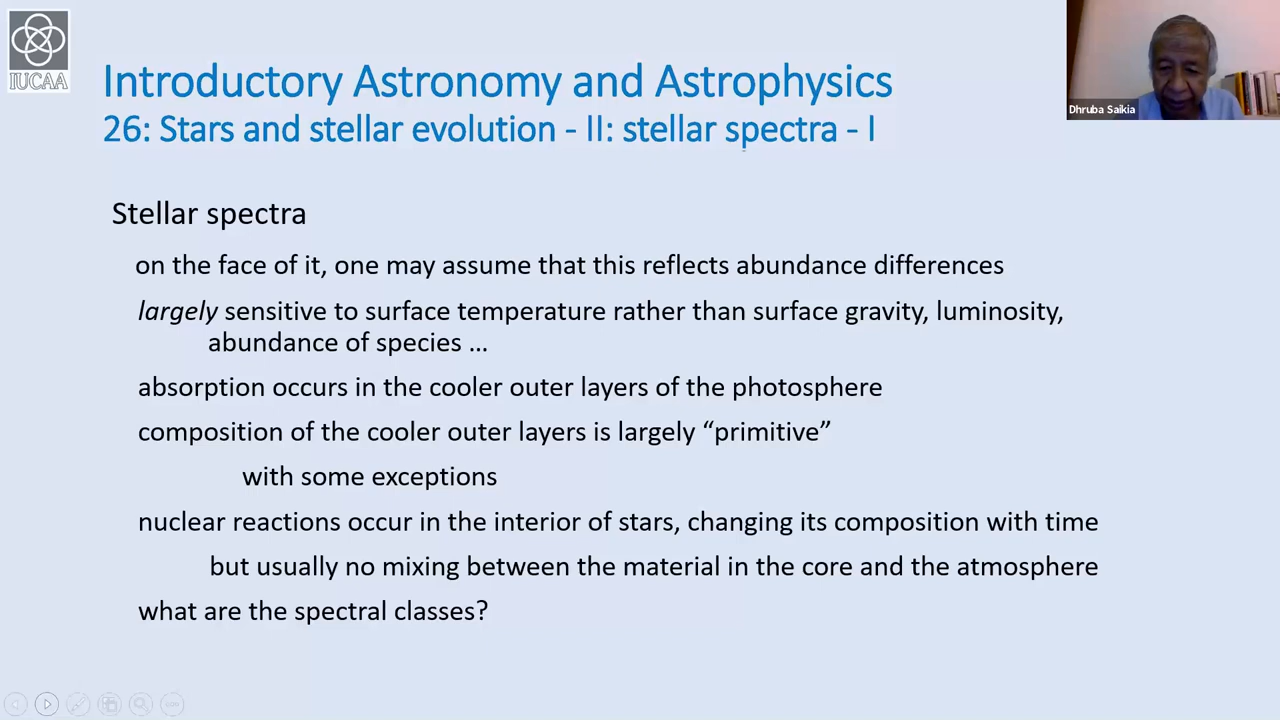 IUCAA
Introductory Astronomy and Astrophysics
26: Stars and stellar evolution - II: stellar spectra - I
Dhruba Saikia
Stellar spectra
on the face of it, one may assume that this reflects abundance differences
largely sensitive to surface temperature rather than surface gravity, luminosity,
abundance of species ...
absorption occurs in the cooler outer layers of the photosphere
composition of the cooler outer layers is largely “primitive”
with some exceptions
nuclear reactions occur in the interior of stars, changing its composition with time
but usually no mixing between the material in the core and the atmosphere
what are the spectral classes?